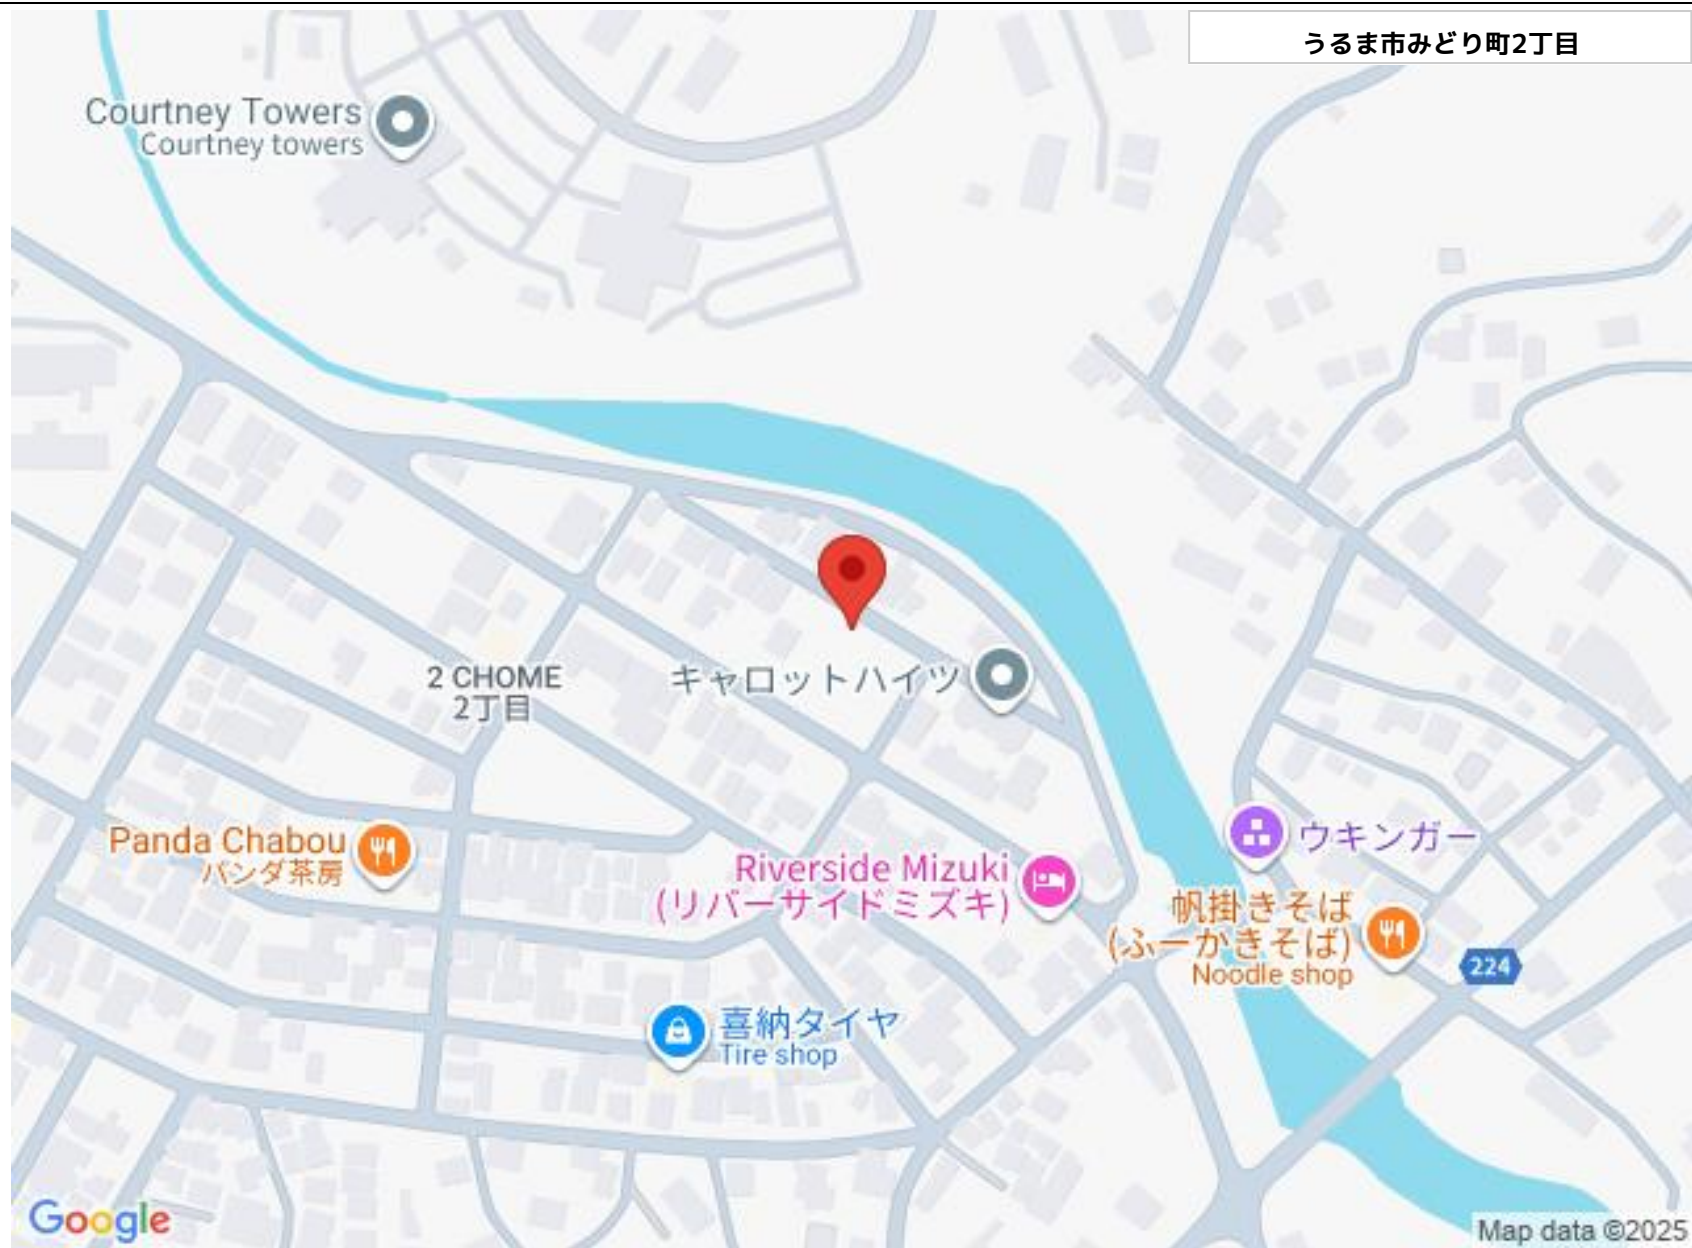 うるま市みどり町2丁目
Courtney Towers
Courtney towers
2 CHOME
2丁目
キャロットハイツ
Panda Chabou
パンダ茶房
Riverside Mizuki
(リバーサイドミズキ)
ウキンガー
帆掛きそば
(ふーかきそば)
Noodle shop
224
喜納タイヤ
Tire shop
Google
Map data ©2025